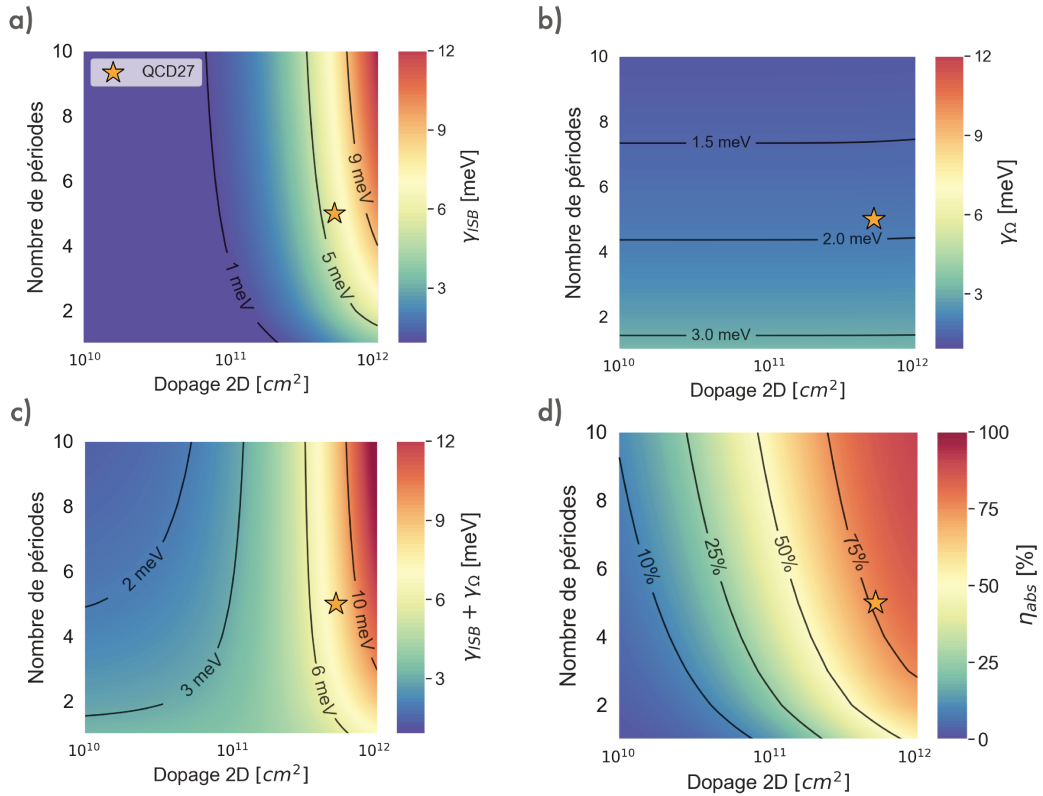 a)
QCD27
10
8
6
4
2
Nombre de périodes
1 meV
5 meV
9 meV
10^10
10^11
10^12
Dopage 2D [cm^2]
12
9
6
3
γ_ISB [meV]
b)
10
8
6
4
2
Nombre de périodes
1.5 meV
2.0 meV
3.0 meV
10^10
10^11
10^12
Dopage 2D [cm^2]
12
9
6
3
γ_Ω [meV]
c)
10
8
6
4
2
Nombre de périodes
2 meV
3 meV
6 meV
10 meV
10^10
10^11
10^12
Dopage 2D [cm^2]
12
9
6
3
γ_ISB + γ_Ω [meV]
d)
10
8
6
4
2
Nombre de périodes
10%
25%
50%
75%
10^10
10^11
10^12
Dopage 2D [cm^2]
100
75
50
25
0
η_abs [%]